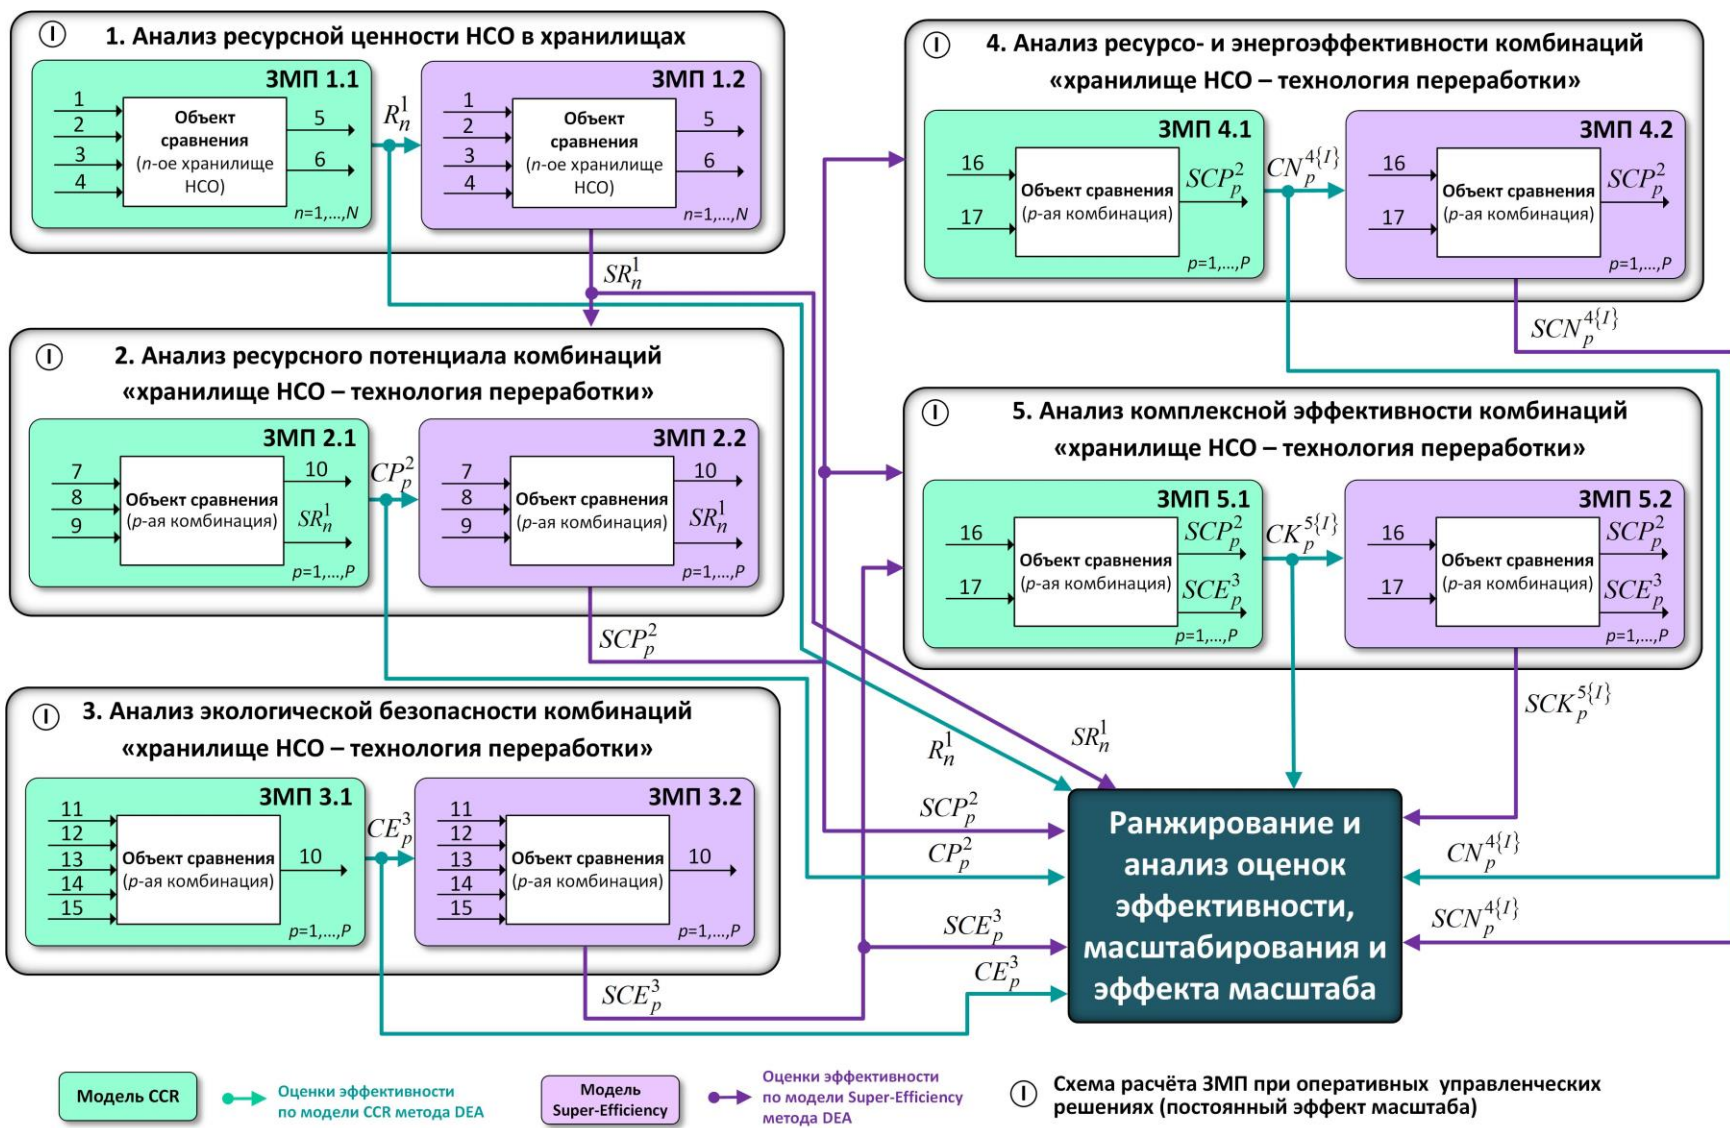 Ⓘ 1. Анализ ресурсной ценности НСО в хранилищах
ЗМП 1.1
1
2
3
4
Объект
сравнения
(n-ое хранилище
НСО)
5
6
n=1,...,N
R_n^1
ЗМП 1.2
1
2
3
4
Объект
сравнения
(n-ое хранилище
НСО)
5
6
n=1,...,N
SR_n^1
Ⓘ 2. Анализ ресурсного потенциала комбинаций
«хранилище НСО – технология переработки»
ЗМП 2.1
7
8
9
Объект сравнения
(p-ая комбинация)
10
SR_n^1
p=1,...,P
CP_p^2
ЗМП 2.2
7
8
9
Объект сравнения
(p-ая комбинация)
10
SR_n^1
p=1,...,P
SCP_p^2
Ⓘ 3. Анализ экологической безопасности комбинаций
«хранилище НСО – технология переработки»
ЗМП 3.1
11
12
13
14
15
Объект сравнения
(p-ая комбинация)
10
p=1,...,P
CE_p^3
ЗМП 3.2
11
12
13
14
15
Объект сравнения
(p-ая комбинация)
10
p=1,...,P
SCE_p^3
Ⓘ 4. Анализ ресурсо- и энергоэффективности комбинаций
«хранилище НСО – технология переработки»
ЗМП 4.1
16
17
Объект сравнения
(p-ая комбинация)
SCP_p^2
p=1,...,P
CN_p^{4{I}}
ЗМП 4.2
16
17
Объект сравнения
(p-ая комбинация)
SCP_p^2
p=1,...,P
SCN_p^{4{I}}
Ⓘ 5. Анализ комплексной эффективности комбинаций
«хранилище НСО – технология переработки»
ЗМП 5.1
16
17
Объект сравнения
(p-ая комбинация)
SCP_p^2
SCE_p^3
p=1,...,P
CK_p^{5{I}}
ЗМП 5.2
16
17
Объект сравнения
(p-ая комбинация)
SCP_p^2
SCE_p^3
p=1,...,P
SCK_p^{5{I}}
R_n^1
SR_n^1
SCP_p^2
CP_p^2
SCE_p^3
CE_p^3
CN_p^{4{I}}
SCN_p^{4{I}}
Ранжирование и
анализ оценок
эффективности,
масштабирования и
эффекта масштаба
Модель CCR
Оценки эффективности
по модели CCR метода DEA
Модель
Super-Efficiency
Оценки эффективности
по модели Super-Efficiency
метода DEA
Ⓘ Схема расчёта ЗМП при оперативных управленческих
решениях (постоянный эффект масштаба)